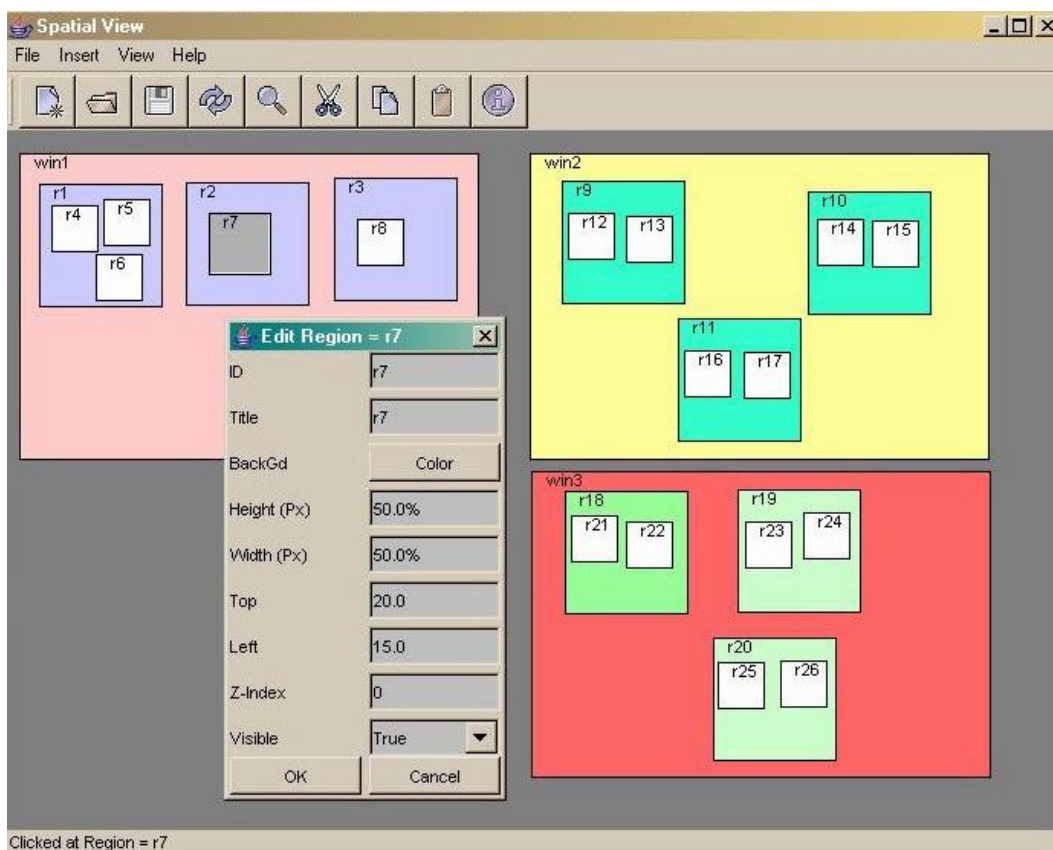 Spatial View
File Insert View Help
win1
r1
r4
r5
r6
r2
r7
r3
r8
win2
r9
r12
r13
r10
r14
r15
r11
r16
r17
Edit Region = r7
ID
r7
Title
r7
BackGd
Color
Height (Px)
50.0%
Width (Px)
50.0%
Top
20.0
Left
15.0
Z-Index
0
Visible
True
OK
Cancel
win3
r18
r21
r22
r19
r23
r24
r20
r25
r26
Clicked at Region = r7